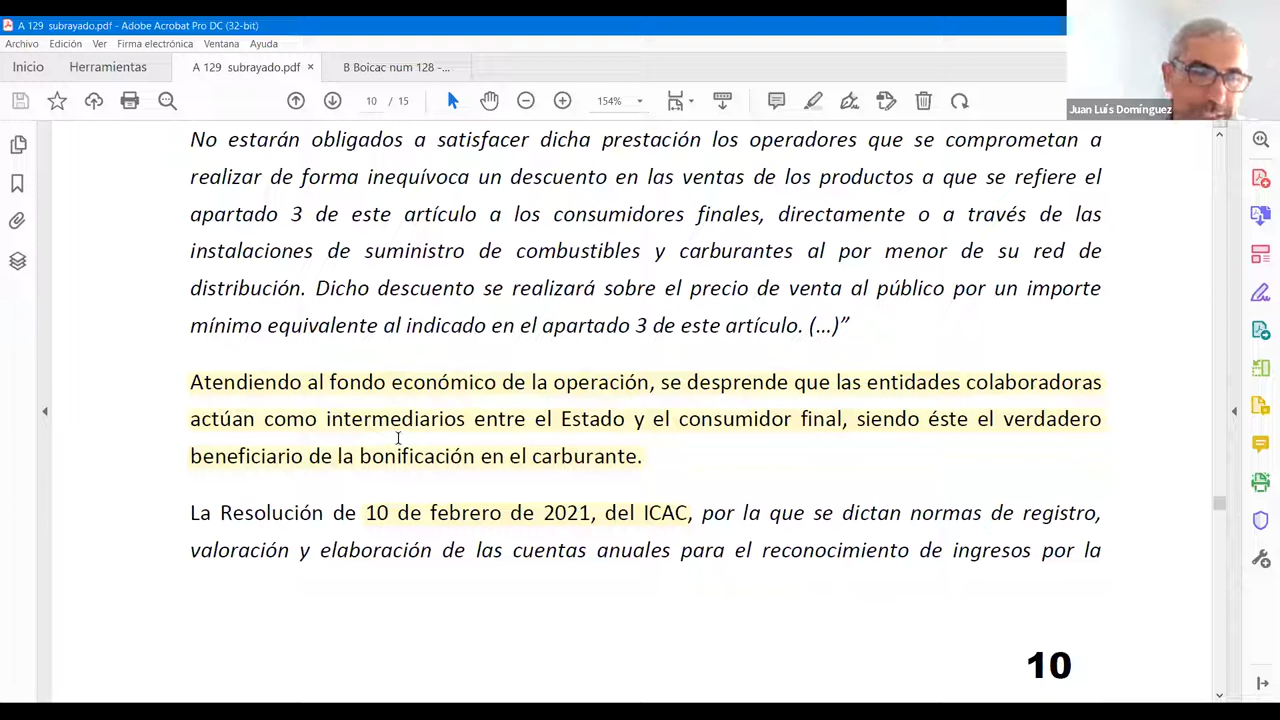 A 129 subrayado.pdf - Adobe Acrobat Pro DC (32-bit)
Archivo Edición Ver Firma electrónica Ventana Ayuda
Inicio Herramientas A 129 subrayado.pdf × B Boicac num 128 -...
10 / 15 154%
Juan Luís Domínguez
No estarán obligados a satisfacer dicha prestación los operadores que se comprometan a
realizar de forma inequívoca un descuento en las ventas de los productos a que se refiere el
apartado 3 de este artículo a los consumidores finales, directamente o a través de las
instalaciones de suministro de combustibles y carburantes al por menor de su red de
distribución. Dicho descuento se realizará sobre el precio de venta al público por un importe
mínimo equivalente al indicado en el apartado 3 de este artículo. (…)”
Atendiendo al fondo económico de la operación, se desprende que las entidades colaboradoras
actúan como intermediarios entre el Estado y el consumidor final, siendo éste el verdadero
beneficiario de la bonificación en el carburante.
La Resolución de 10 de febrero de 2021, del ICAC, por la que se dictan normas de registro,
valoración y elaboración de las cuentas anuales para el reconocimiento de ingresos por la
10